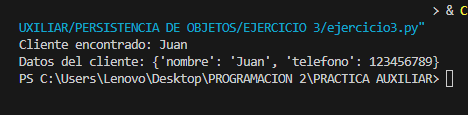 > & C
UXILIAR/PERSISTENCIA DE OBJETOS/EJERCICIO 3/ejercicio3.py"
Cliente encontrado: Juan
Datos del cliente: {'nombre': 'Juan', 'telefono': 123456789}
PS C:\Users\Lenovo\Desktop\PROGRAMACION 2\PRACTICA AUXILIAR>